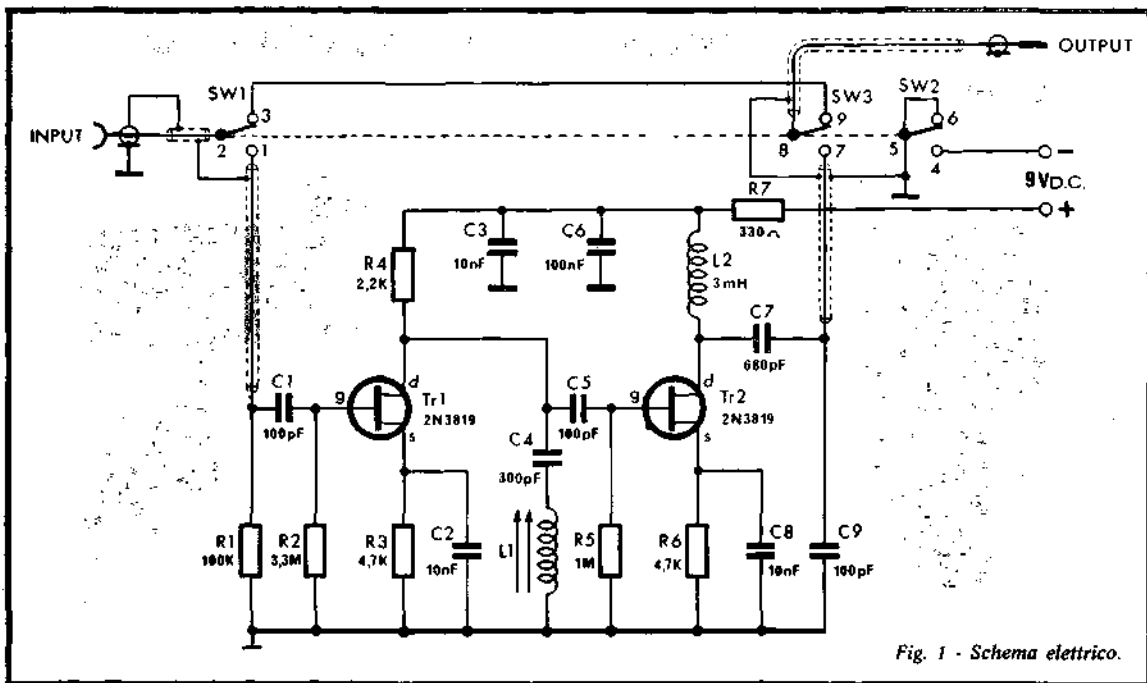 OUTPUT
SW1
SW3
SW2
3
9
6
INPUT
2
1
8
7
5
4
−
9V D.C.
+
R7
330Ω
C3
10nF
C6
100nF
L2
3mH
R4
2,2K
C7
680pF
C1
100pF
g
d
s
Tr1
2N3819
C5
100pF
g
d
s
Tr2
2N3819
C4
300pF
R1
100K
R2
3,3M
R3
4,7K
C2
10nF
L1
R5
1M
R6
4,7K
C8
10nF
C9
100pF
Fig. 1 - Schema elettrico.